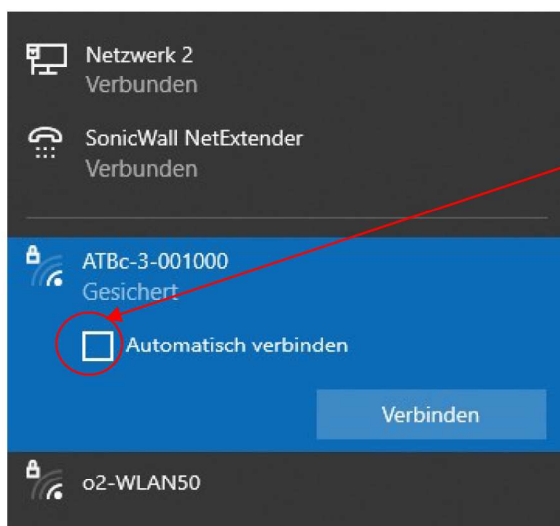 Netzwerk 2
Verbunden
SonicWall NetExtender
Verbunden
ATBc-3-001000
Gesichert
Automatisch verbinden
Verbinden
o2-WLAN50